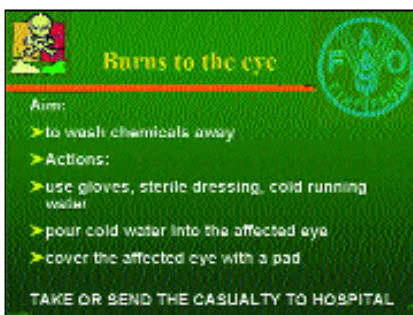 Burns to the eye
F A O
Aim:
➤to wash chemicals away
➤Actions:
➤use gloves, sterile dressing, cold running
water
➤pour cold water into the affected eye
➤cover the affected eye with a pad
TAKE OR SEND THE CASUALTY TO HOSPITAL